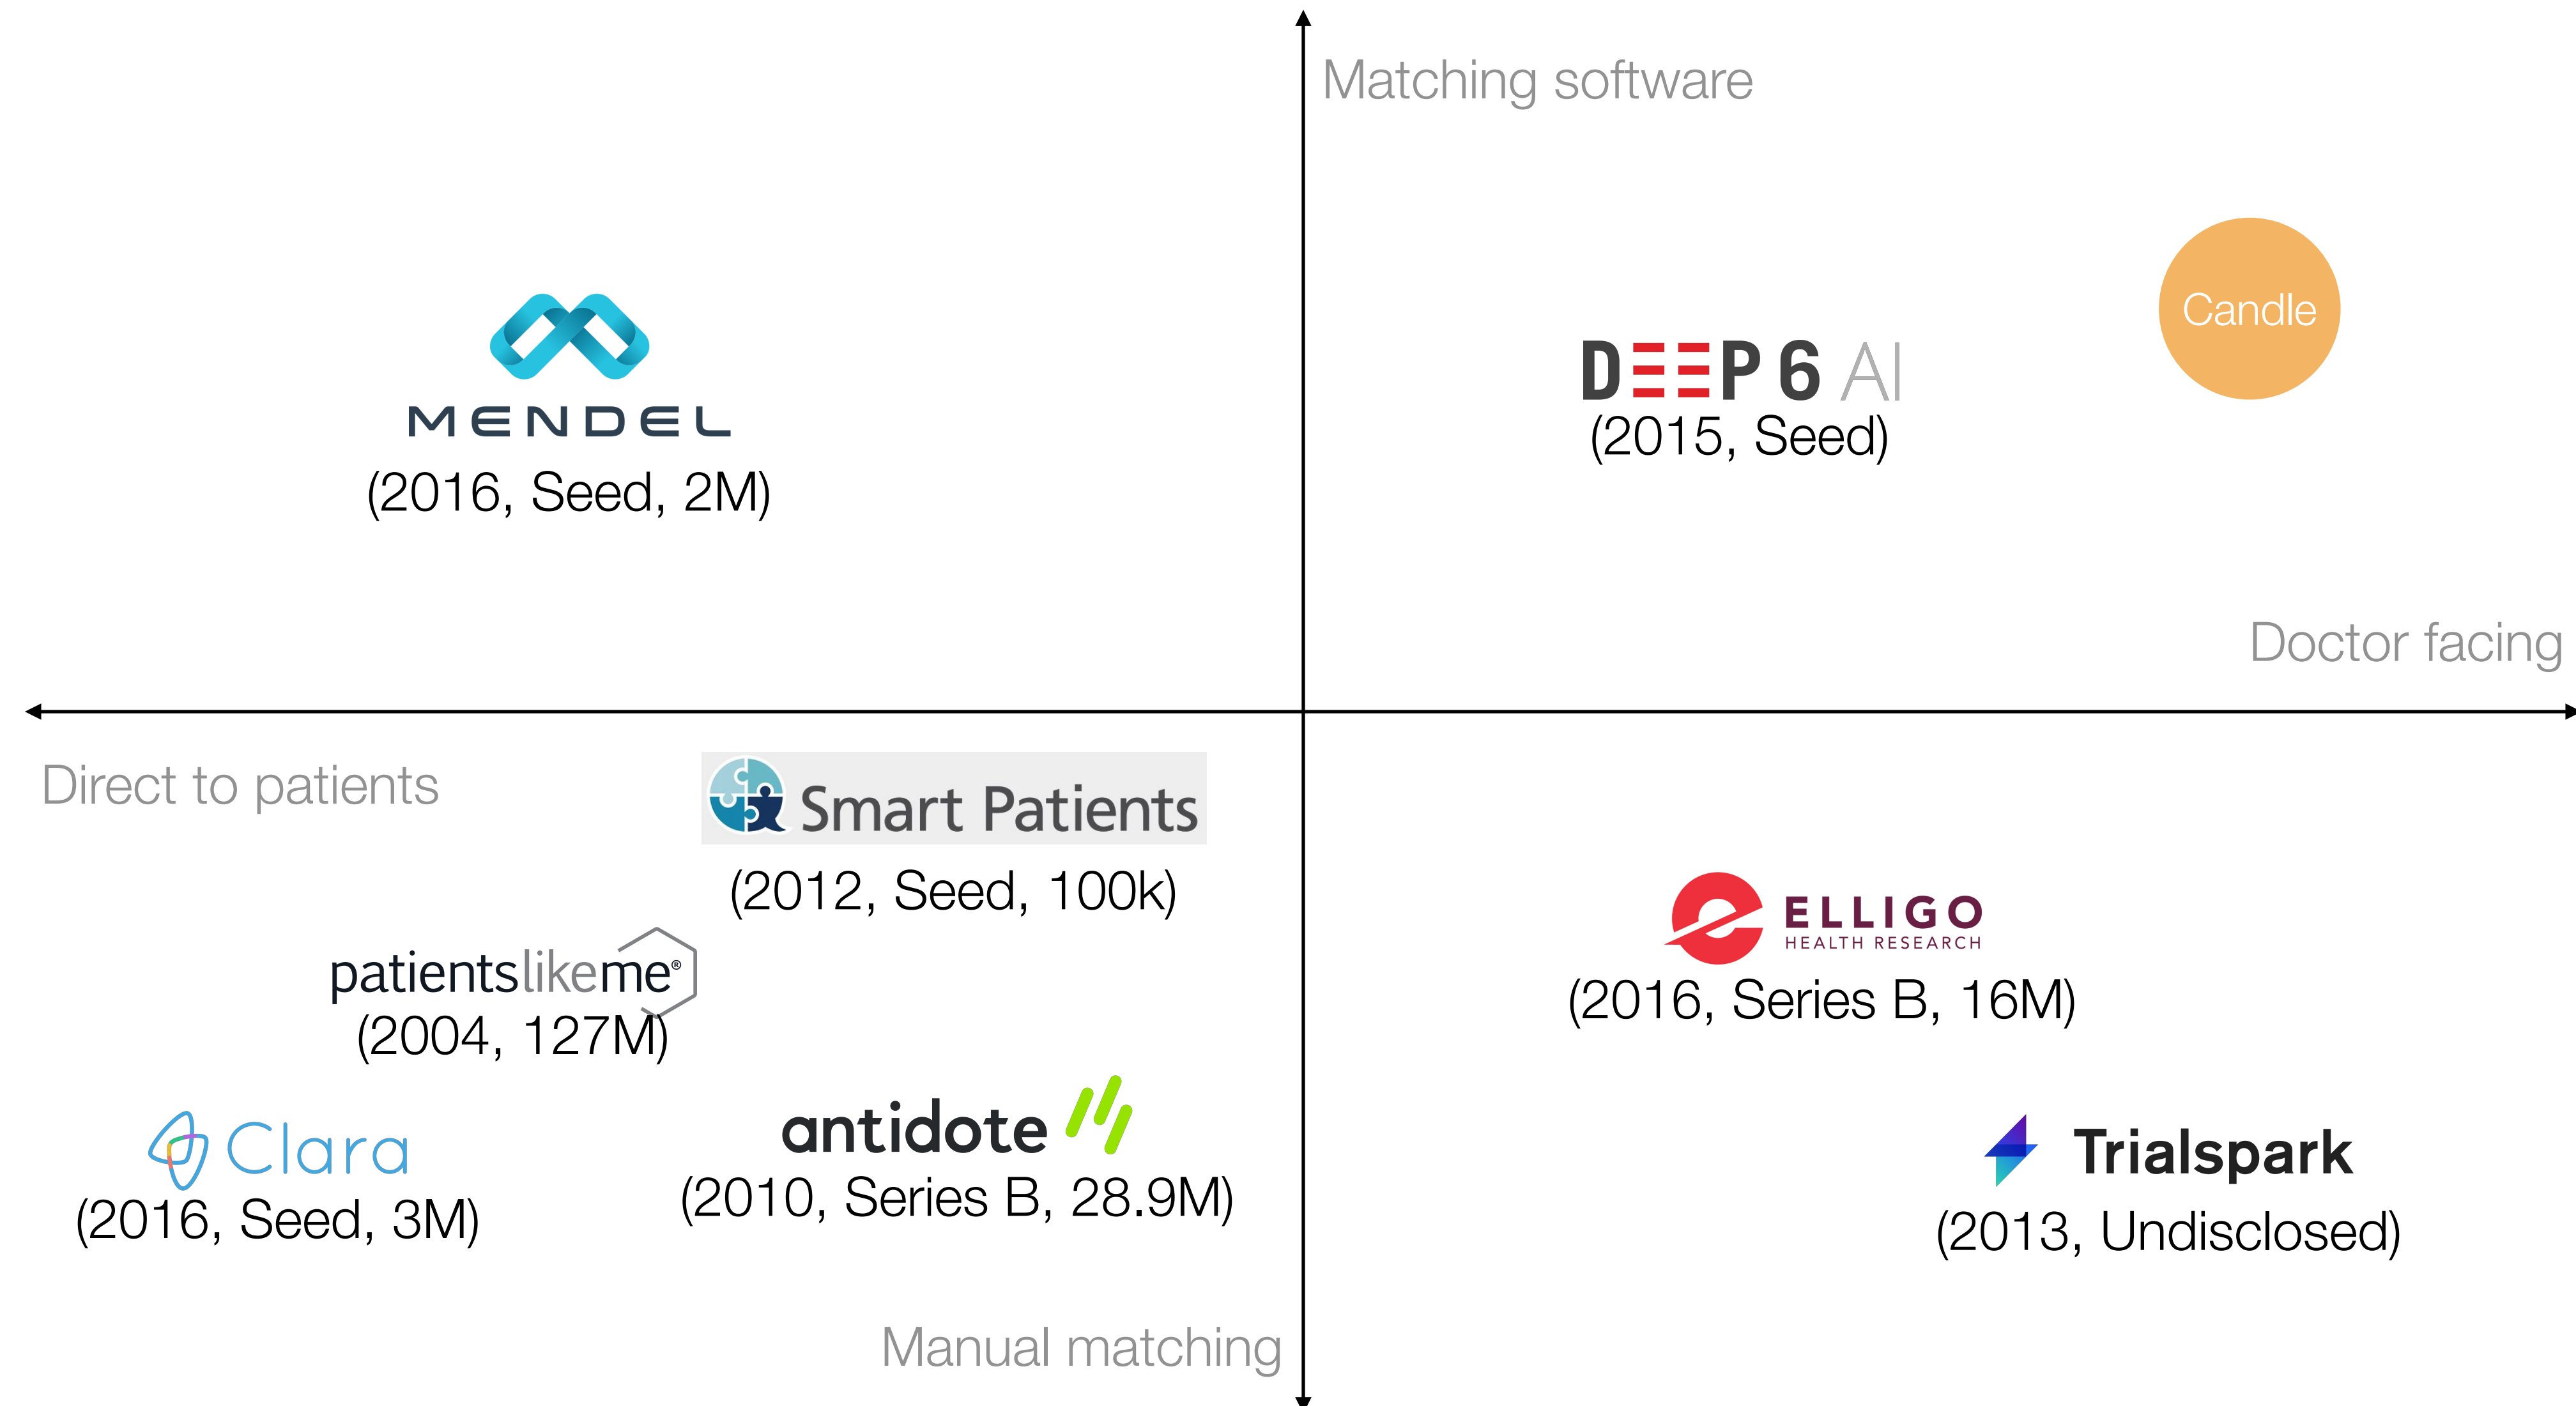 Matching software
Candle
DEEP 6 AI
(2015, Seed)
MENDEL
(2016, Seed, 2M)
Doctor facing
Direct to patients
Smart Patients
(2012, Seed, 100k)
ELLIGO
HEALTH RESEARCH
(2016, Series B, 16M)
patientslikeme®
(2004, 127M)
antidote
(2010, Series B, 28.9M)
Clara
(2016, Seed, 3M)
Trialspark
(2013, Undisclosed)
Manual matching